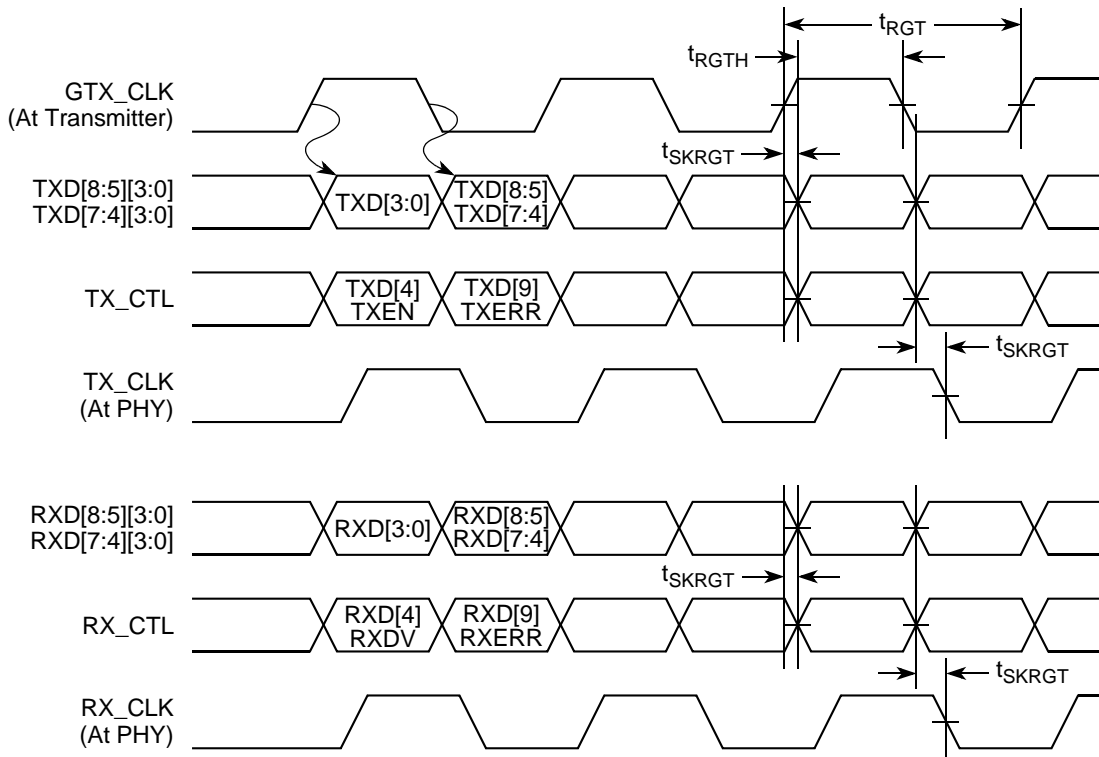 tRGT
tRGTH
GTX_CLK
(At Transmitter)
tSKRGT
TXD[8:5][3:0]
TXD[7:4][3:0]
TXD[3:0]
TXD[8:5]
TXD[7:4]
TX_CTL
TXD[4]
TXEN
TXD[9]
TXERR
tSKRGT
TX_CLK
(At PHY)
RXD[8:5][3:0]
RXD[7:4][3:0]
RXD[3:0]
RXD[8:5]
RXD[7:4]
tSKRGT
RX_CTL
RXD[4]
RXDV
RXD[9]
RXERR
tSKRGT
RX_CLK
(At PHY)